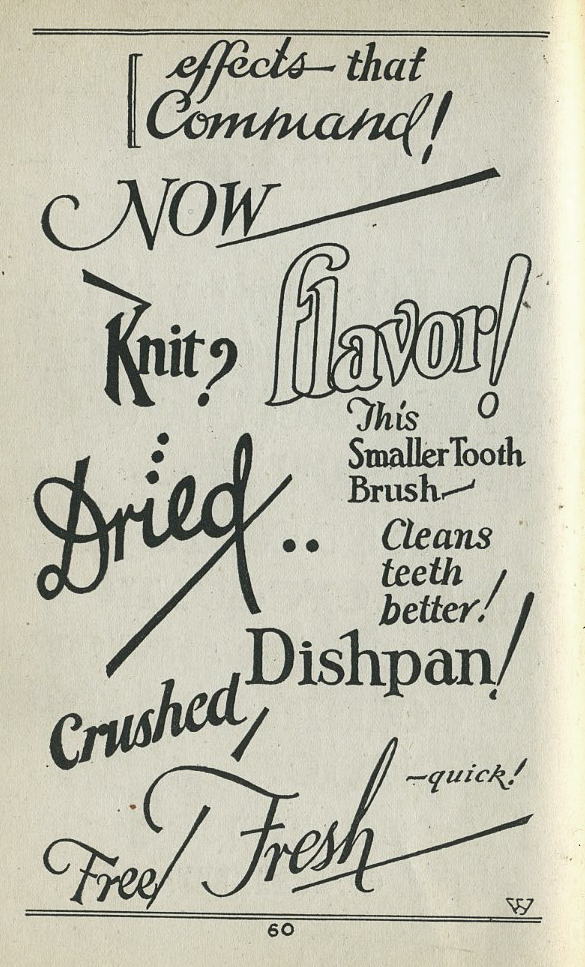 effects—that
Command!
NOW
Knit?
flavor!
This
Smaller Tooth
Brush—
Dried..
Cleans
teeth
better!
Dishpan!
Crushed,
—quick!
Fresh
Free!
60